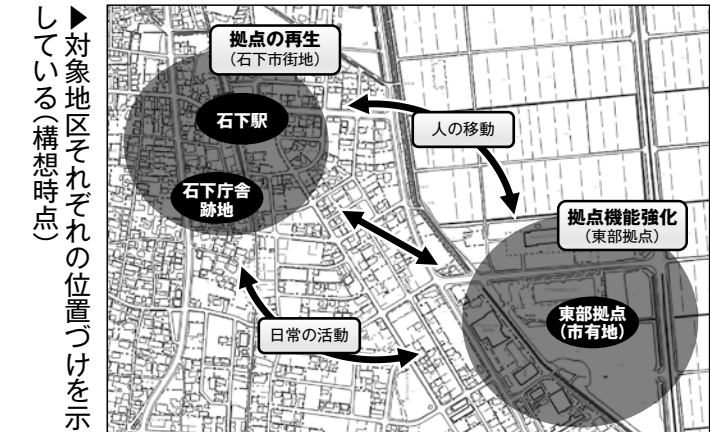 ▶対象地区それぞれの位置づけを示
している(構想時点)
拠点の再生
(石下市街地)
石下駅
石下庁舎
跡地
人の移動
拠点機能強化
(東部拠点)
東部拠点
(市有地)
日常の活動